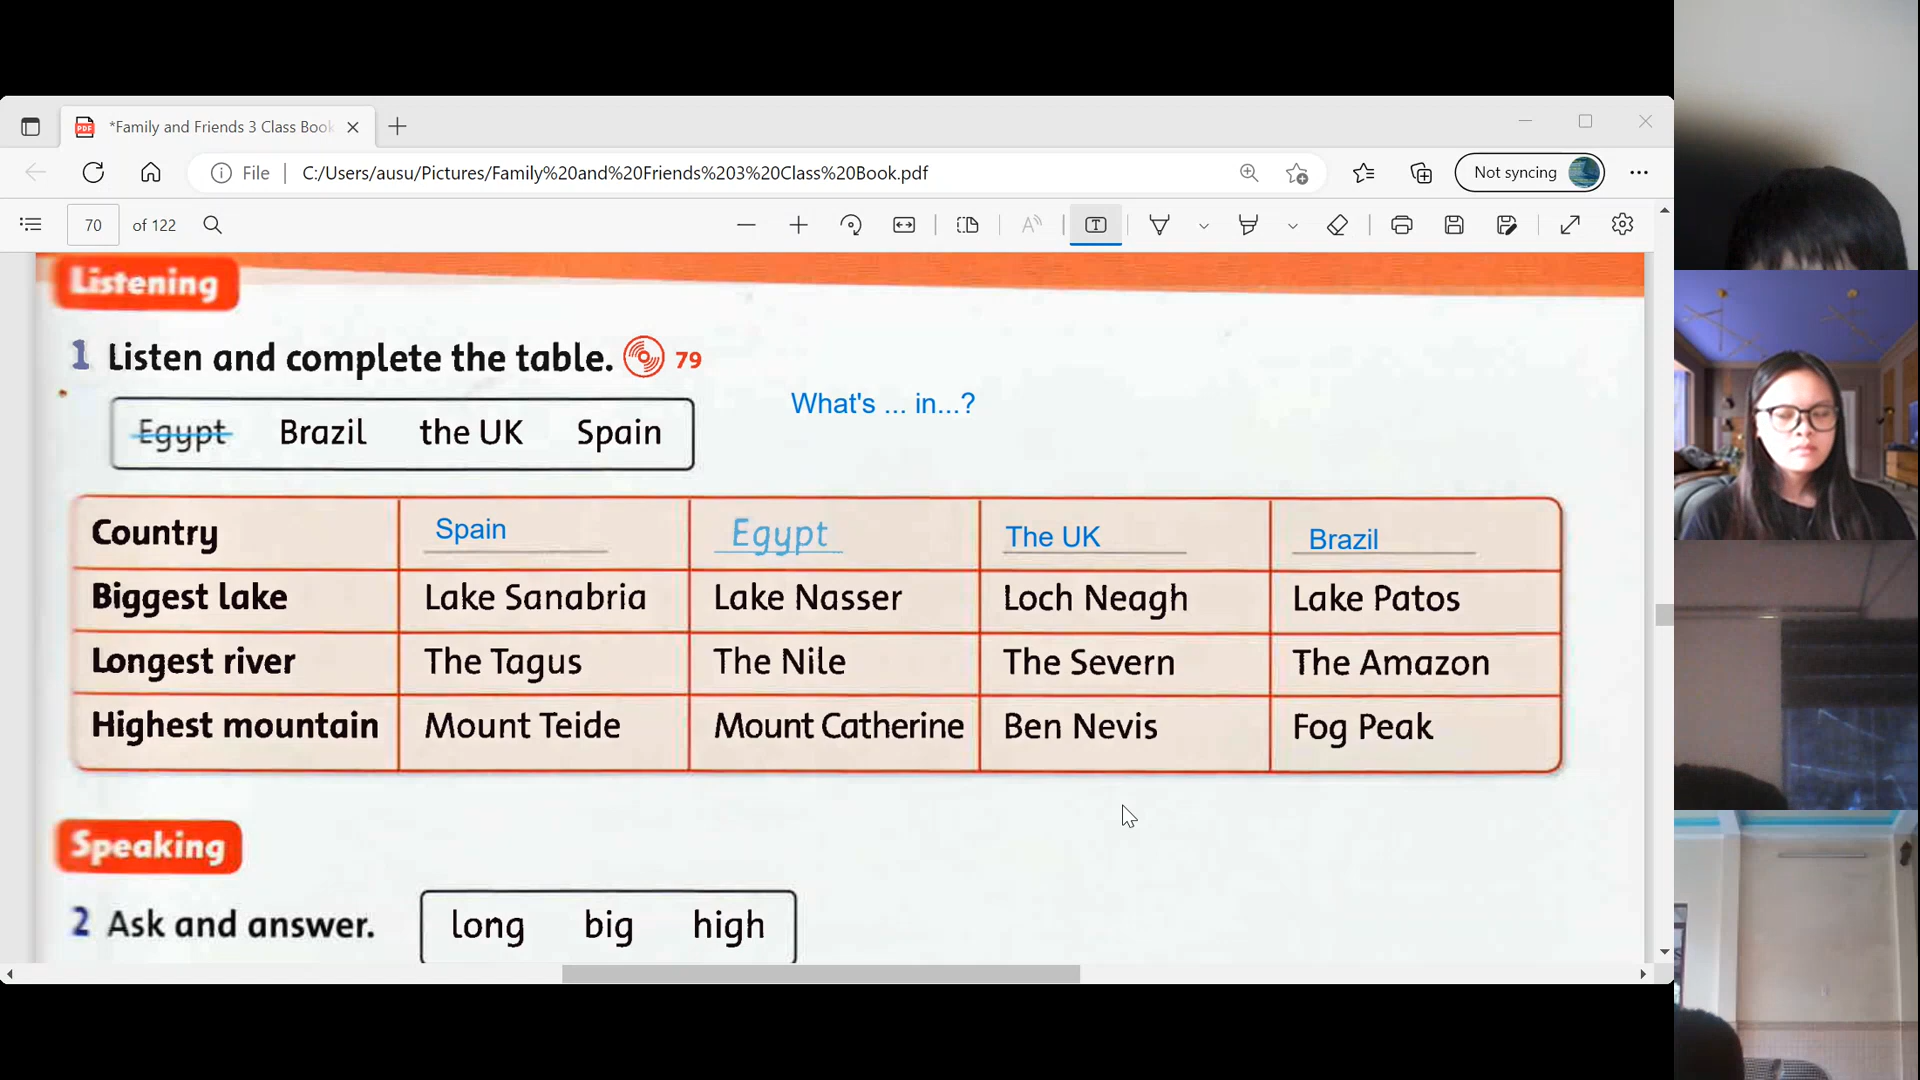 *Family and Friends 3 Class Book
File C:/Users/ausu/Pictures/Family%20and%20Friends%203%20Class%20Book.pdf Not syncing
70 of 122
Listening
1 Listen and complete the table. 79
What's ... in...?
Egypt Brazil the UK Spain
Country Spain Egypt The UK Brazil
Biggest lake Lake Sanabria Lake Nasser Loch Neagh Lake Patos
Longest river The Tagus The Nile The Severn The Amazon
Highest mountain Mount Teide Mount Catherine Ben Nevis Fog Peak
Speaking
2 Ask and answer. long big high